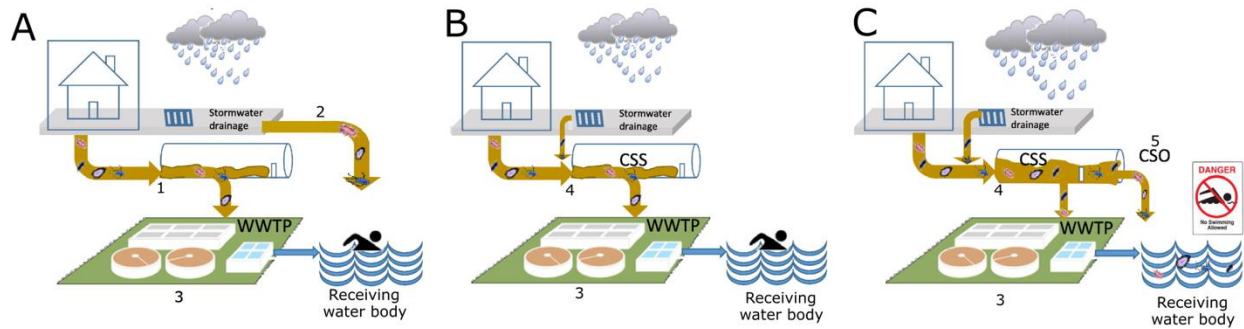 A
Stormwater
drainage
2
1
WWTP
3
Receiving
water body
B
Stormwater
drainage
CSS
4
WWTP
3
Receiving
water body
C
Stormwater
drainage
CSS
5
CSO
4
DANGER
No Swimming
Allowed
WWTP
3
Receiving
water body